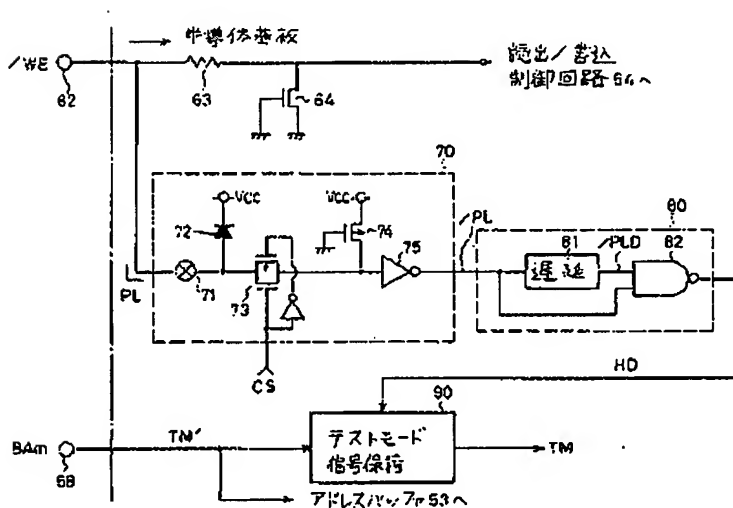 半導体基板
/WE
62
63
64
読出/書込
制御回路54へ
70
VCC
VCC
72
74
75
/PL
80
81
/PLD
82
遅延
PL
71
73
CS
HD
90
BAm
68
TM'
テストモード
信号保持
TM
アドレスバッファ53へ